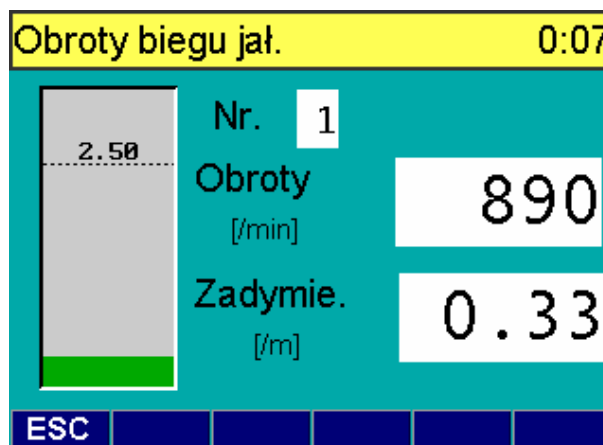 Obroty biegu jał. 0:07
2.50
Nr. 1
Obroty
[/min]
890
Zadymie.
[/m]
0.33
ESC